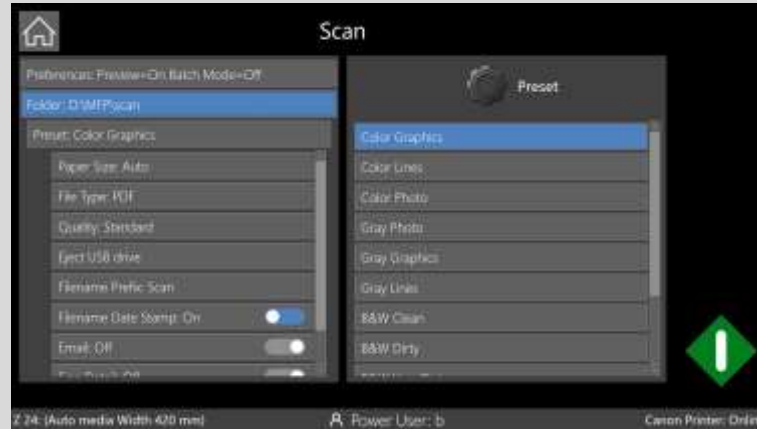 Scan
Preferences: Preview=On Batch Mode=Off
Folder: D:\MFP\scan
Preset: Color Graphics
Paper Size: Auto
File Type: PDF
Quality: Standard
Eject USB drive
Filename Prefix: Scan
Filename Date Stamp: On
Email: Off
Preset
Color Graphics
Color Lines
Color Photo
Gray Photo
Gray Graphics
Gray Lines
B&W Clean
B&W Dirty
Z 24: (Auto media Width 420 mm)
Power User: b
Canon Printer: Onlin